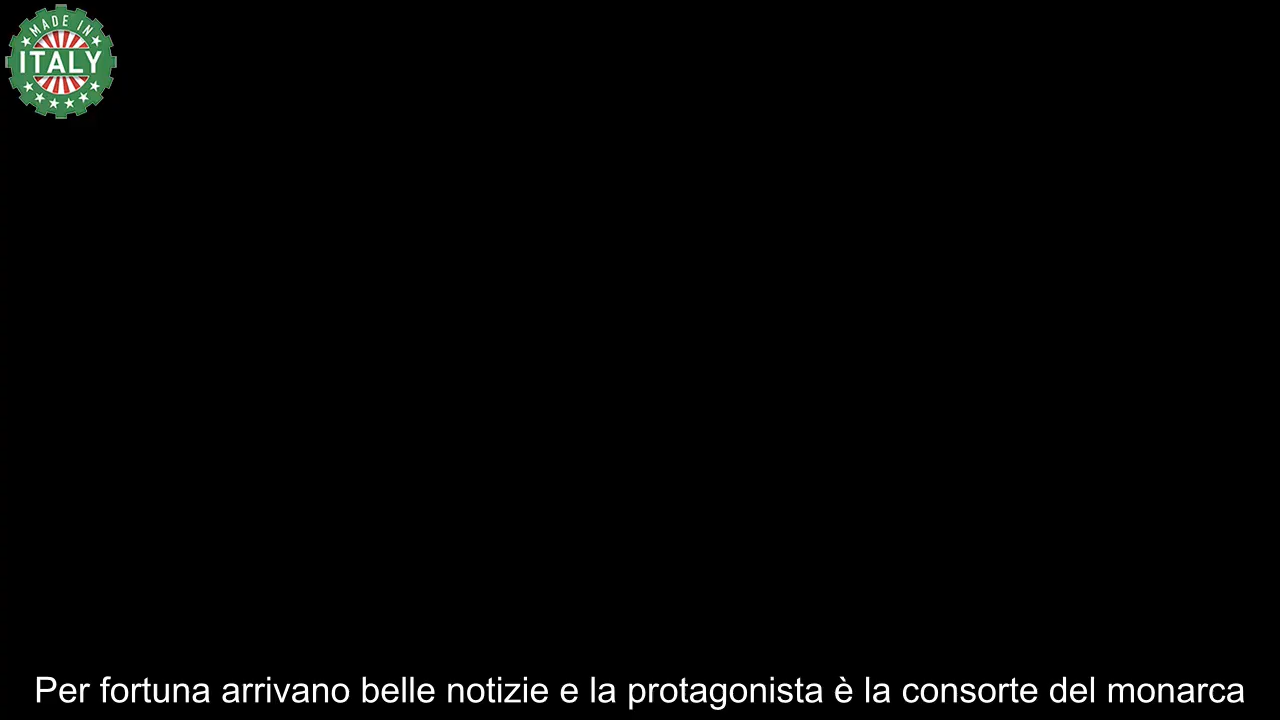 MADE IN
ITALY
Per fortuna arrivano belle notizie e la protagonista è la consorte del monarca